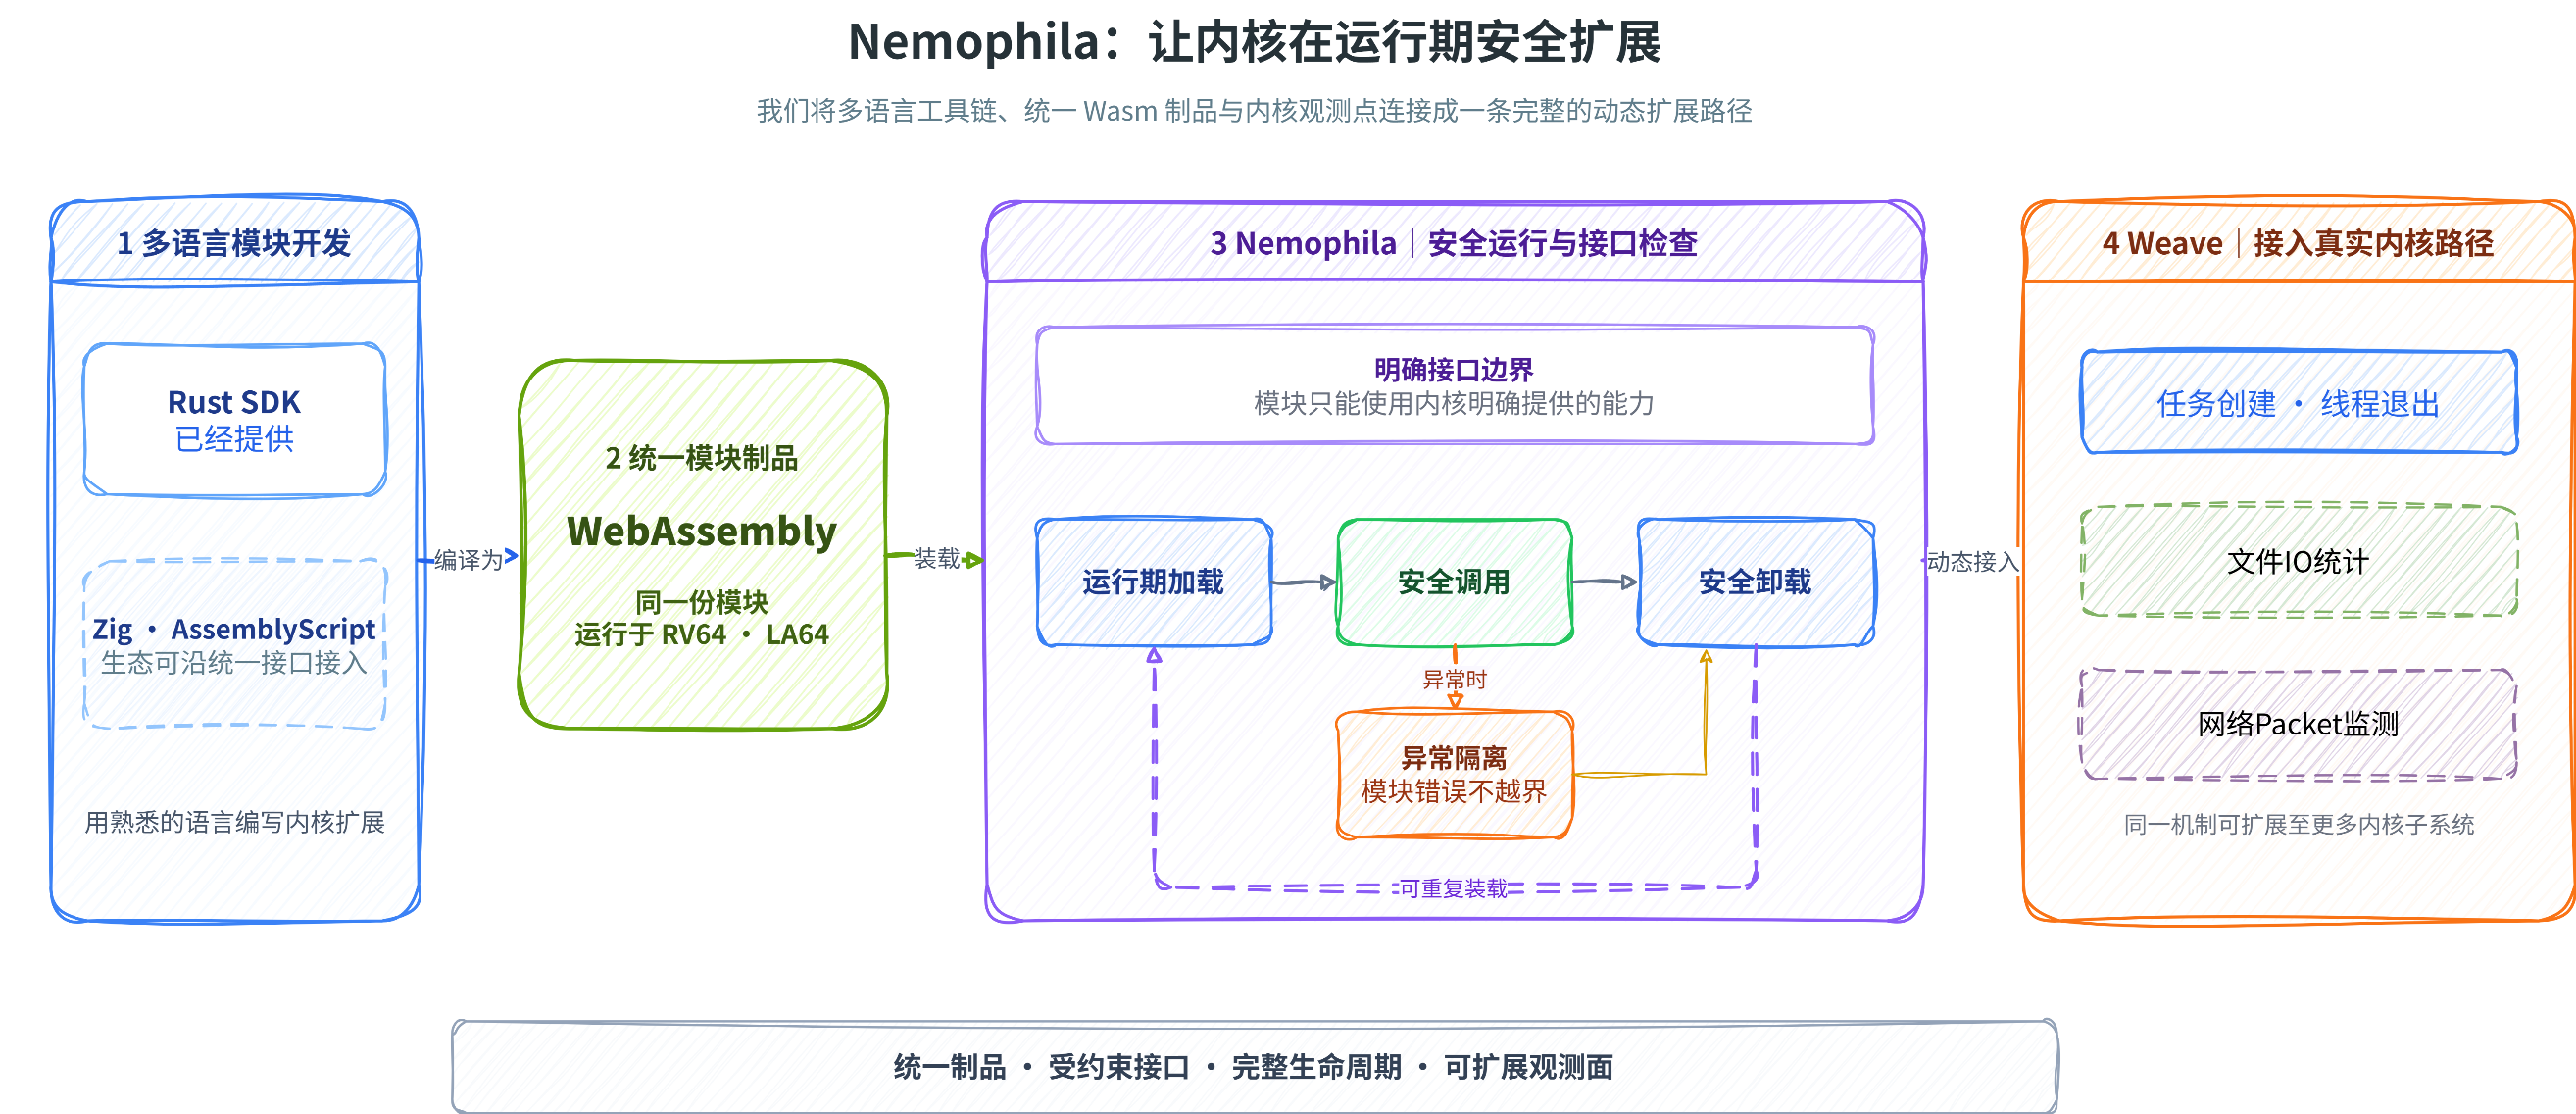 Nemophila：让内核在运行期安全扩展
我们将多语言工具链、统一 Wasm 制品与内核观测点连接成一条完整的动态扩展路径
1 多语言模块开发
Rust SDK
已经提供
Zig · AssemblyScript
生态可沿统一接口接入
用熟悉的语言编写内核扩展
编译为
2 统一模块制品
WebAssembly
同一份模块
运行于 RV64 · LA64
装载
3 Nemophila｜安全运行与接口检查
明确接口边界
模块只能使用内核明确提供的能力
运行期加载
安全调用
安全卸载
异常时
异常隔离
模块错误不越界
可重复装载
动态接入
4 Weave｜接入真实内核路径
任务创建 · 线程退出
文件IO统计
网络Packet监测
同一机制可扩展至更多内核子系统
统一制品 · 受约束接口 · 完整生命周期 · 可扩展观测面